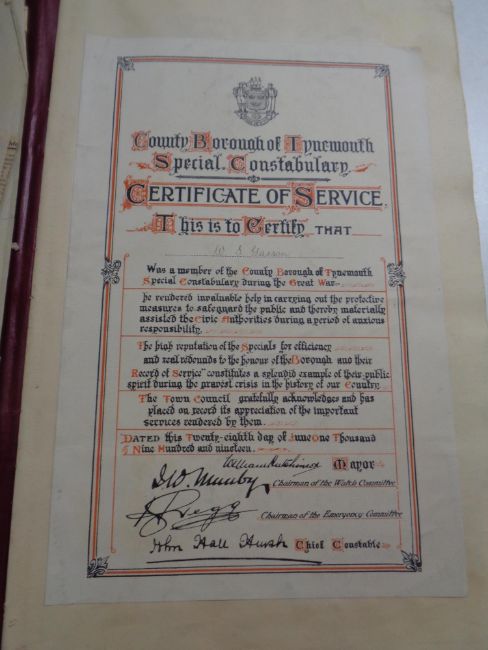 County Borough of Tynemouth
Special Constabulary
CERTIFICATE OF SERVICE.
This is to Certify THAT
W S
Was a member of the County Borough of Tynemouth
Special Constabulary during the Great War.
he rendered invaluable help in carrying out the protective
measures to safeguard the public and thereby materially
assisted the Civic Authorities during a period of anxious
responsibility.
The high reputation of the Specials for efficiency
and zeal redounds to the honour of the Borough and their
Record of Service" constitutes a splendid example of their public
spirit during the gravest crisis in the history of our Country.
The Town Council gratefully acknowledges and has
placed on record its appreciation of the important
services rendered by them.
DATED this Twenty-eighth day of June One Thousand
Nine Hundred and nineteen.
William Hutchinson Mayor
Chairman of the Watch Committee
Gregg
Chairman of the Emergency Committee
John Hall Chief Constable